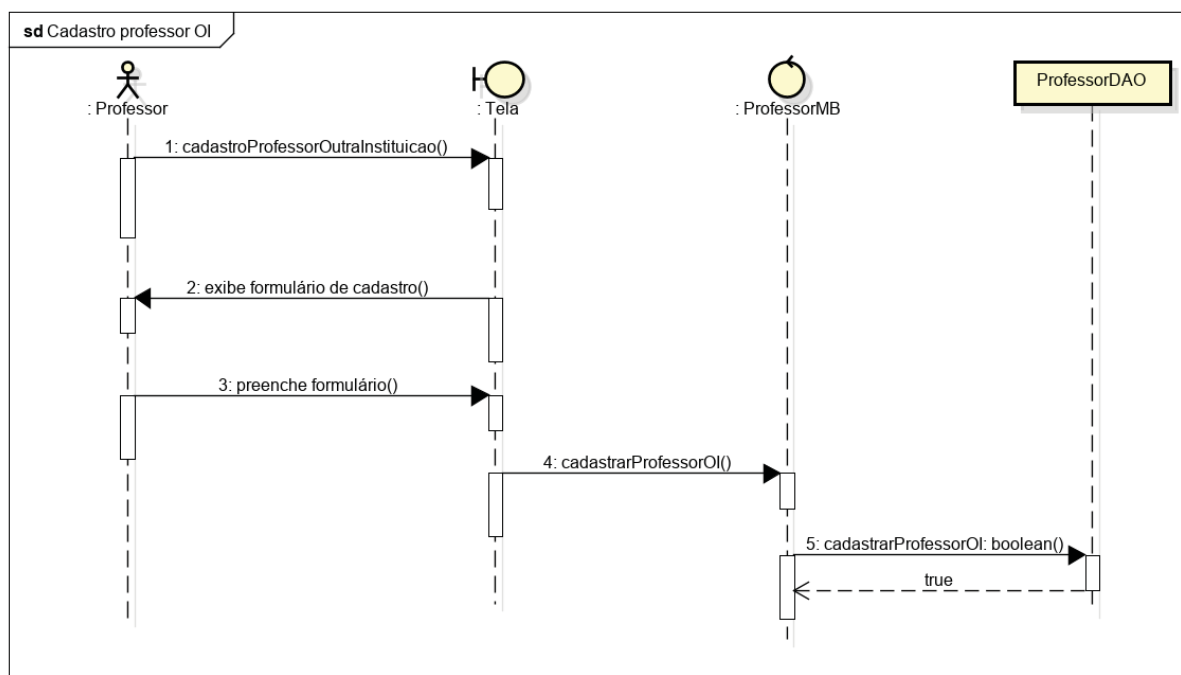 sd Cadastro professor OI
: Professor
: Tela
: ProfessorMB
ProfessorDAO
1: cadastroProfessorOutraInstituicao()
2: exibe formulário de cadastro()
3: preenche formulário()
4: cadastrarProfessorOI()
5: cadastrarProfessorOI: boolean()
true